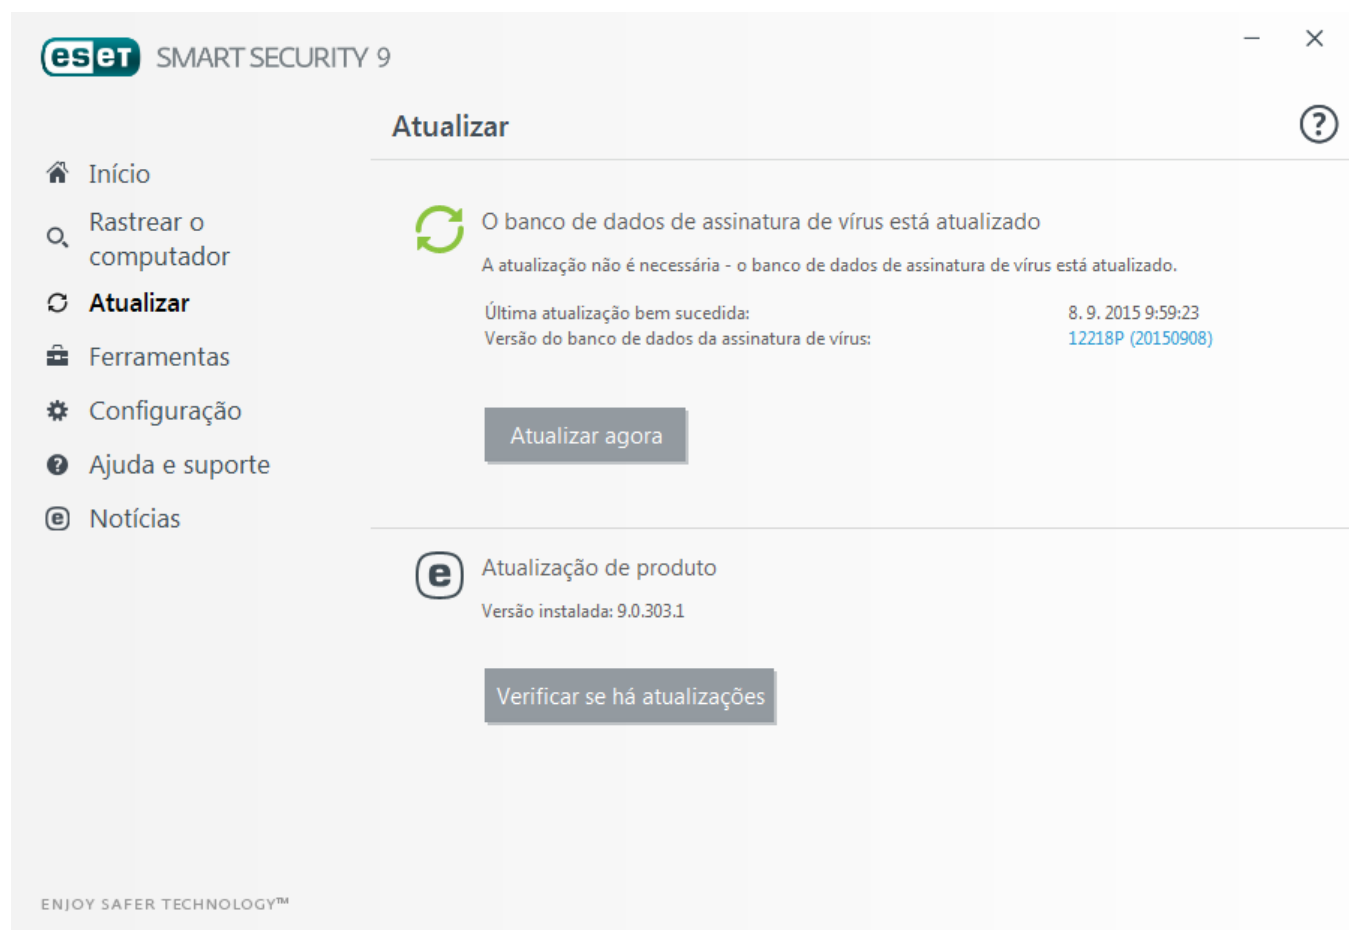 eset SMART SECURITY 9
Atualizar
?
Início
Rastrear o
computador
Atualizar
Ferramentas
Configuração
Ajuda e suporte
Notícias
O banco de dados de assinatura de vírus está atualizado
A atualização não é necessária - o banco de dados de assinatura de vírus está atualizado.
Última atualização bem sucedida: 8. 9. 2015 9:59:23
Versão do banco de dados da assinatura de vírus: 12218P (20150908)
Atualizar agora
e Atualização de produto
Versão instalada: 9.0.303.1
Verificar se há atualizações
ENJOY SAFER TECHNOLOGY™